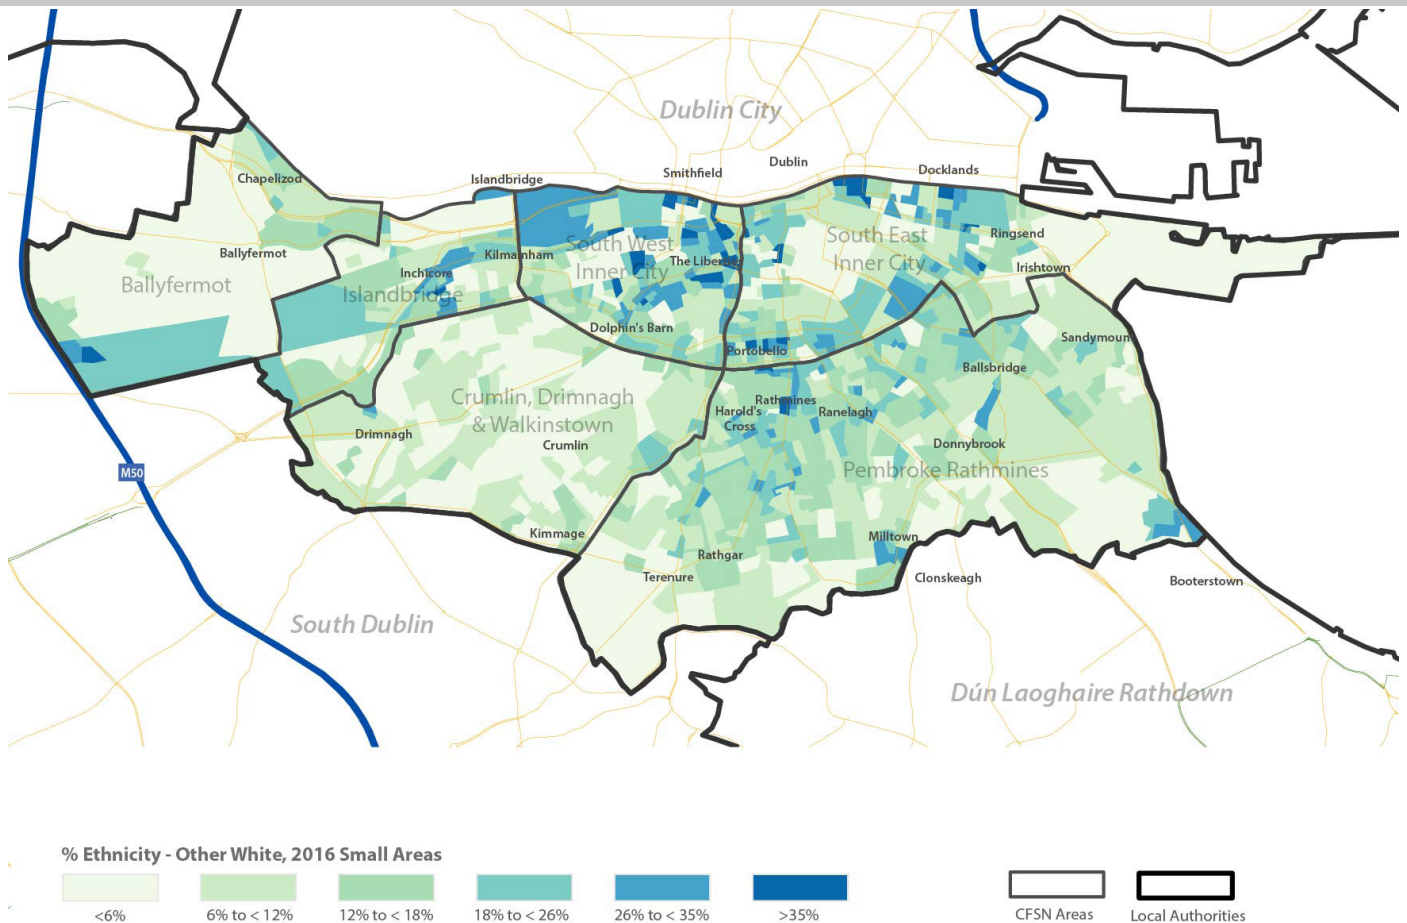 Dublin City
Dublin
Smithfield
Docklands
Islandbridge
Chapelizod
Ringsend
South East
Inner City
South West
Inner City
The Liberties
Kilmainham
Ballyfermot
Irishtown
Inchicore
Ballyfermot
Islandbridge
Dolphin's Barn
Sandymoun
Portobello
Ballsbridge
Crumlin, Drimnagh
& Walkinstown
Rathmines
Harold's
Cross
Ranelagh
Drimnagh
Crumlin
Donnybrook
Pembroke Rathmines
M50
Kimmage
Milltown
Rathgar
Terenure
Clonskeagh
Booterstown
South Dublin
Dún Laoghaire Rathdown
% Ethnicity - Other White, 2016 Small Areas
<6%
6% to < 12%
12% to < 18%
18% to < 26%
26% to < 35%
>35%
CFSN Areas
Local Authorities